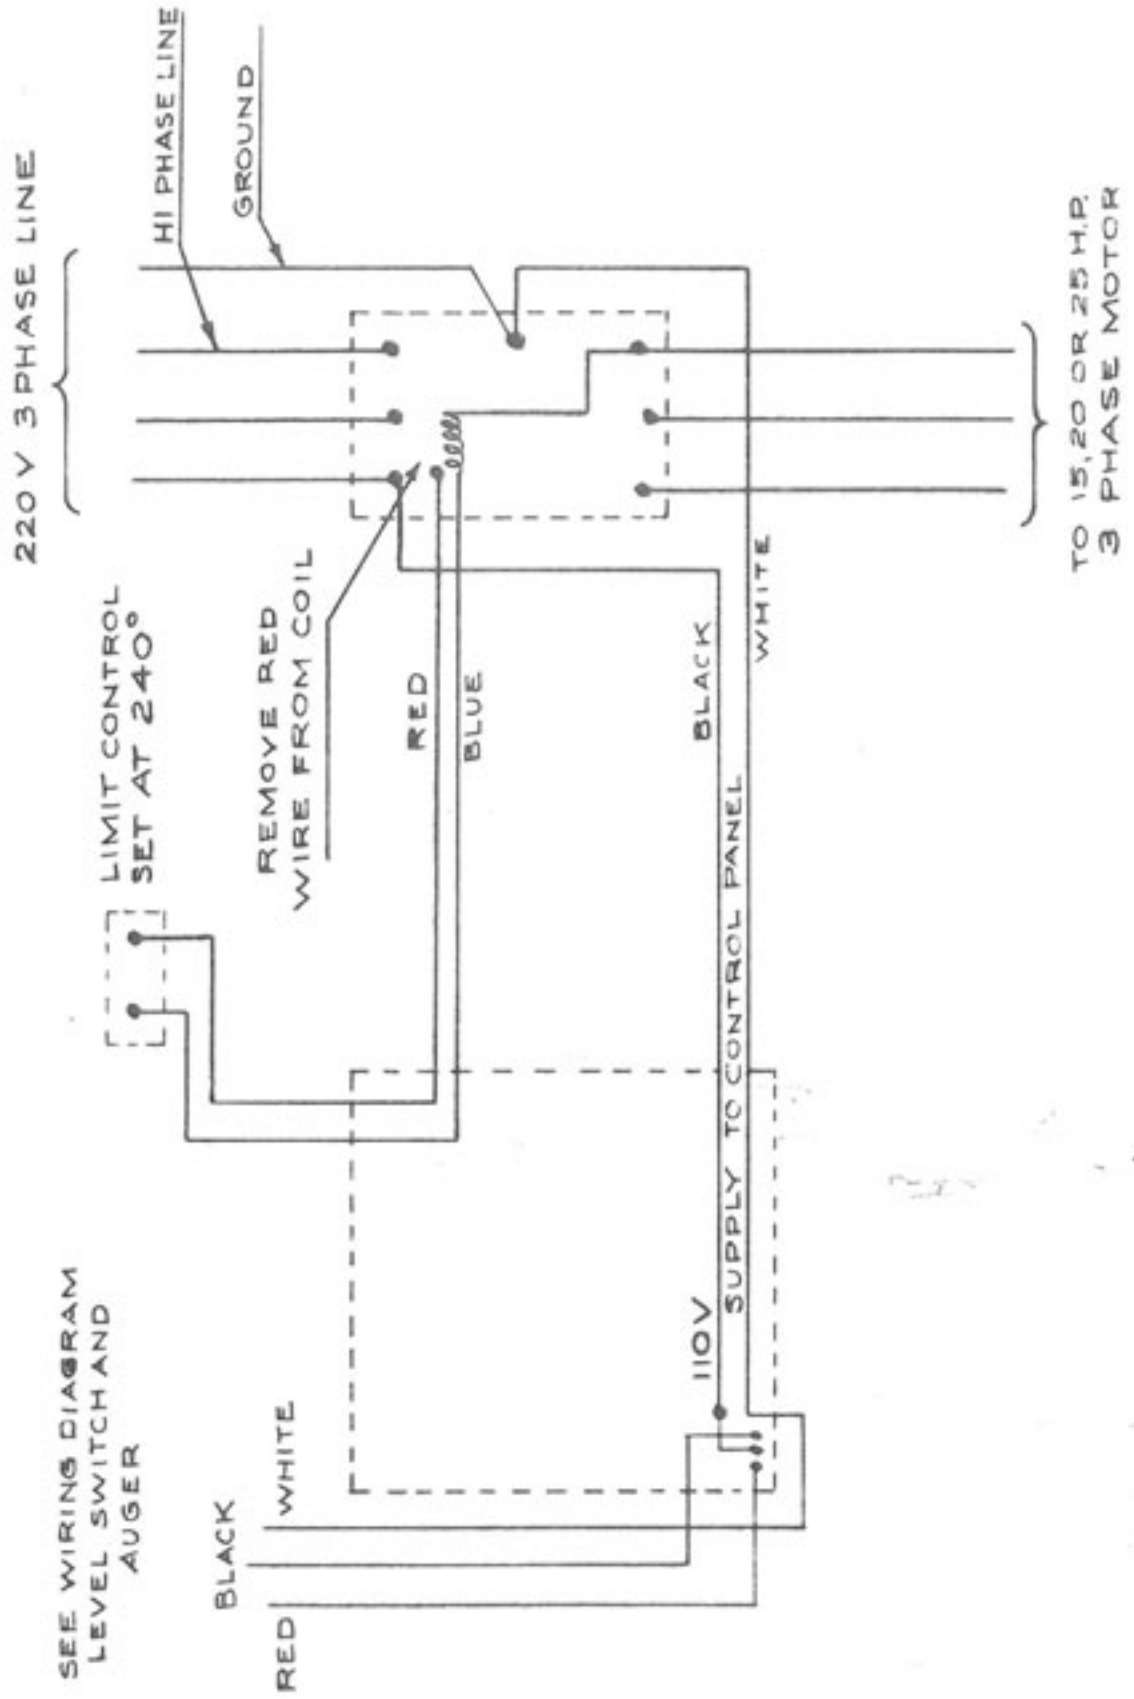 SEE WIRING DIAGRAM
LEVEL SWITCH AND
AUGER
LIMIT CONTROL
SET AT 240°
220 V 3 PHASE LINE
HI PHASE LINE
GROUND
REMOVE RED
WIRE FROM COIL
RED
BLUE
BLACK
WHITE
RED
BLACK
WHITE
110V
SUPPLY TO CONTROL PANEL
TO 15, 20 OR 25 H.P.
3 PHASE MOTOR